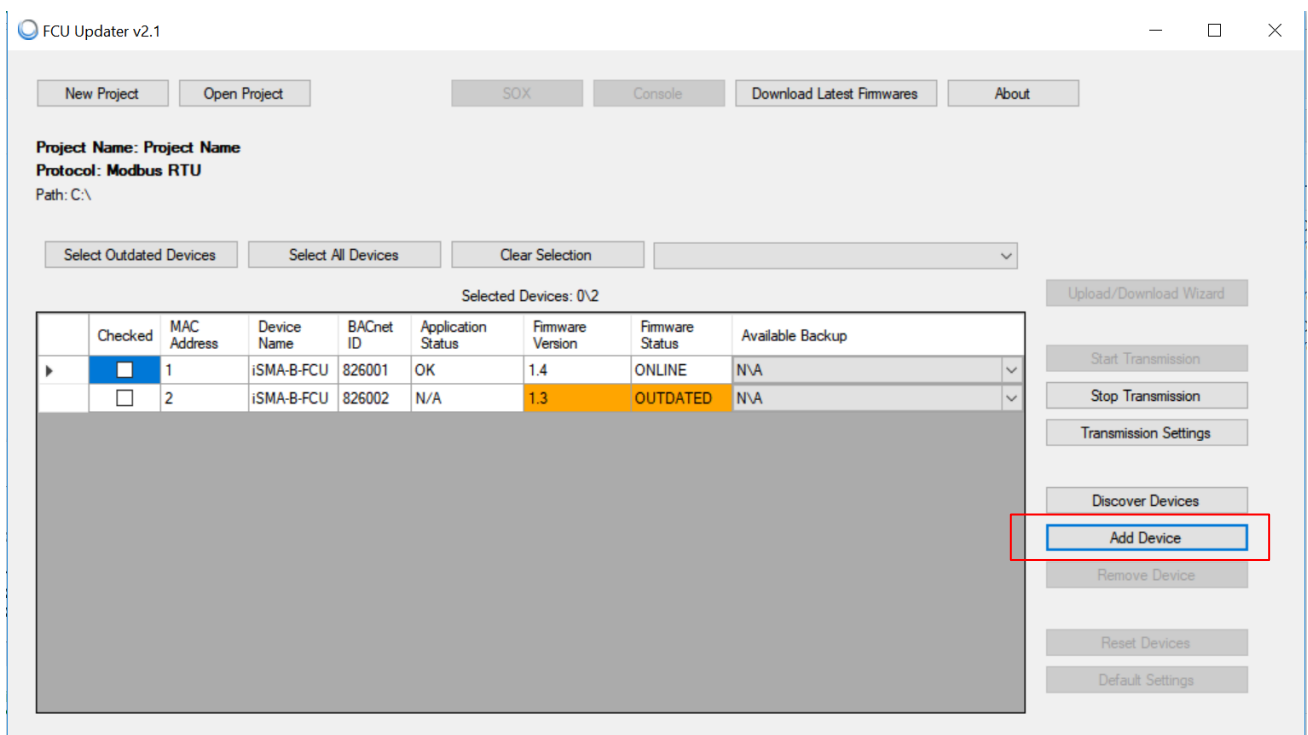 FCU Updater v2.1
New Project Open Project SOX Console Download Latest Firmwares About
Project Name: Project Name
Protocol: Modbus RTU
Path: C:\
Select Outdated Devices Select All Devices Clear Selection
Selected Devices: 0\2
Upload/Download Wizard
Checked MAC Address Device Name BACnet ID Application Status Firmware Version Firmware Status Available Backup
1 iSMA-B-FCU 826001 OK 1.4 ONLINE N\A
2 iSMA-B-FCU 826002 N/A 1.3 OUTDATED N\A
Start Transmission
Stop Transmission
Transmission Settings
Discover Devices
Add Device
Remove Device
Reset Devices
Default Settings